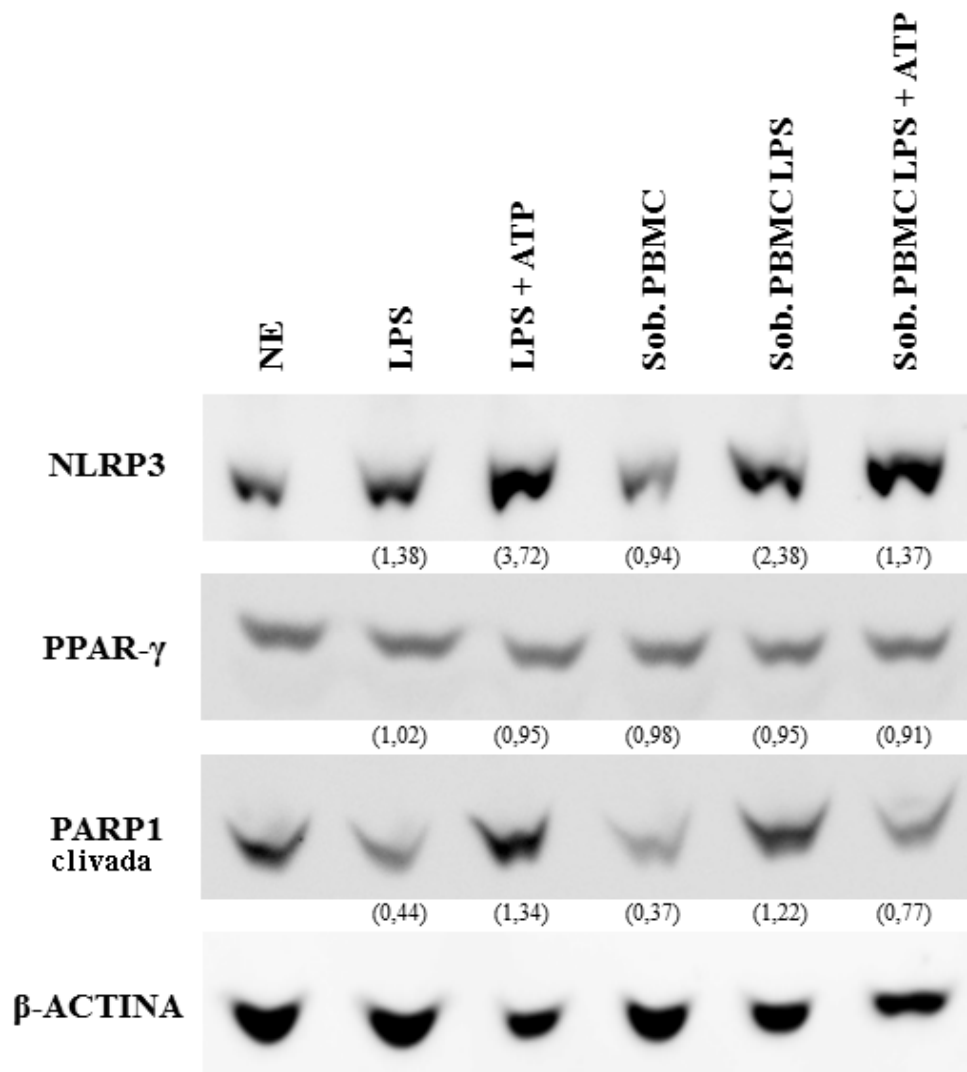 NE
LPS
LPS + ATP
Sob. PBMC
Sob. PBMC LPS
Sob. PBMC LPS + ATP
NLRP3
(1,38) (3,72) (0,94) (2,38) (1,37)
PPAR-γ
(1,02) (0,95) (0,98) (0,95) (0,91)
PARP1
clivada
(0,44) (1,34) (0,37) (1,22) (0,77)
β-ACTINA